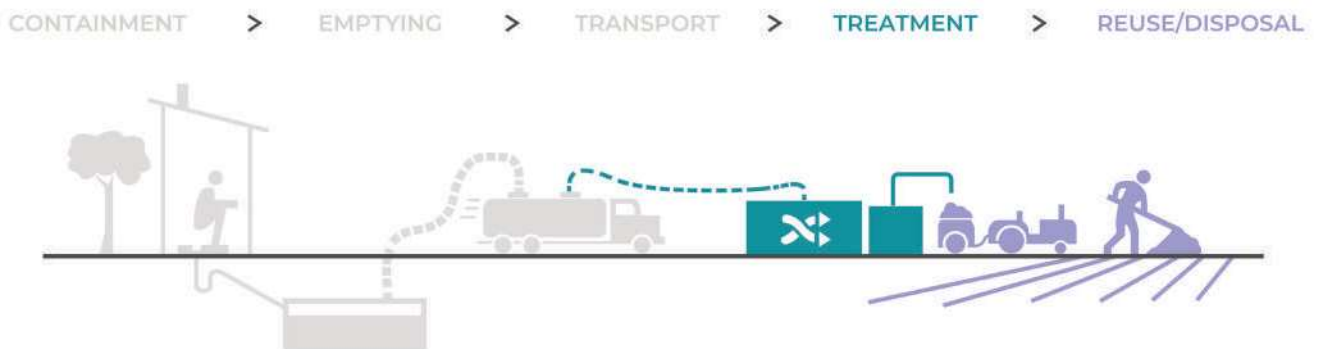 CONTAINMENT > EMPTYING > TRANSPORT > TREATMENT > REUSE/DISPOSAL